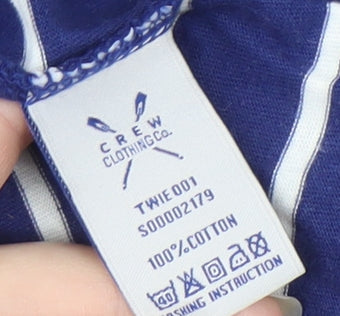 CREW
CLOTHING Co.
TWIE001
S00002179
100% COTTON
40
WASHING INSTRUCTION